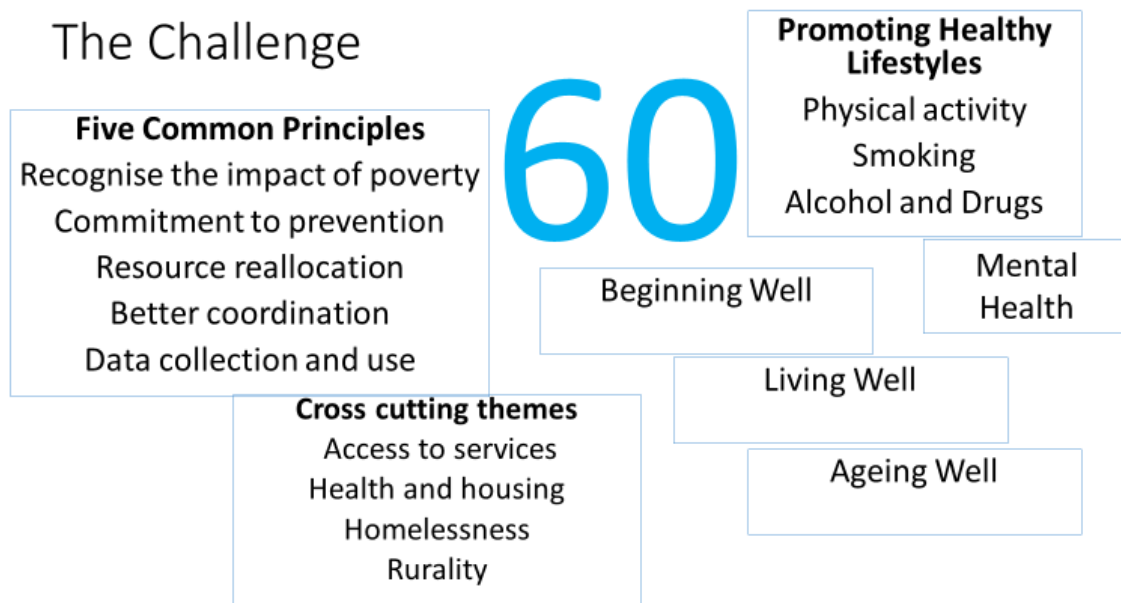 The Challenge
Five Common Principles
Recognise the impact of poverty
Commitment to prevention
Resource reallocation
Better coordination
Data collection and use
60
Promoting Healthy
Lifestyles
Physical activity
Smoking
Alcohol and Drugs
Mental
Health
Beginning Well
Living Well
Ageing Well
Cross cutting themes
Access to services
Health and housing
Homelessness
Rurality